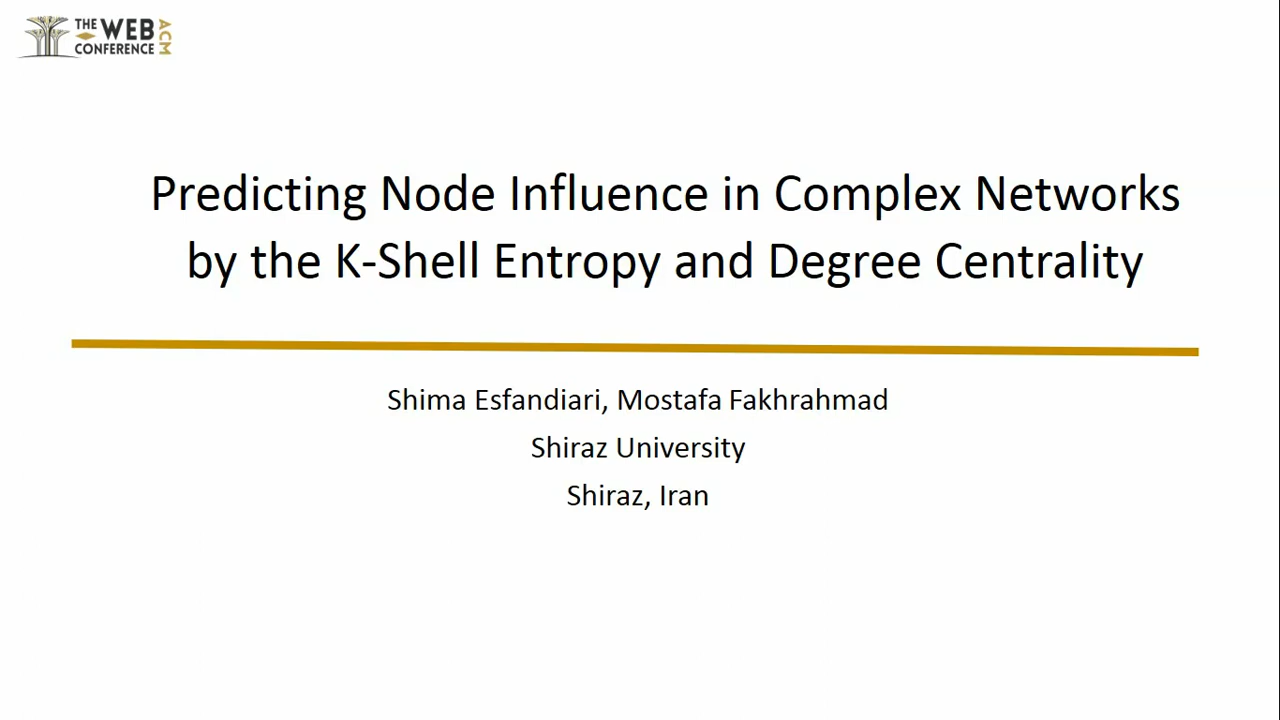 THE WEB
CONFERENCE
ACM
Predicting Node Influence in Complex Networks
by the K-Shell Entropy and Degree Centrality
Shima Esfandiari, Mostafa Fakhrahmad
Shiraz University
Shiraz, Iran